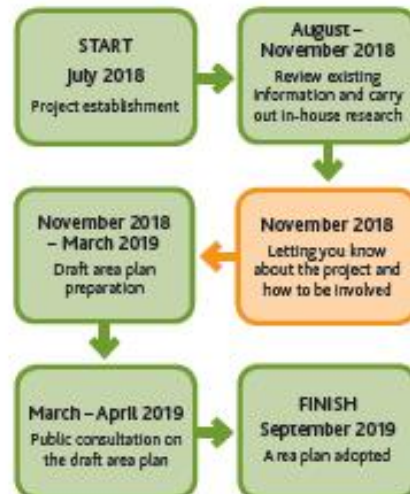 START
July 2018
Project establishment
August –
November 2018
Review existing
information and carry
out in-house research
November 2018
Letting you know
about the project and
how to be involved
November 2018
– March 2019
Draft area plan
preparation
March – April 2019
Public consultation on
the draft area plan
FINISH
September 2019
Area plan adopted